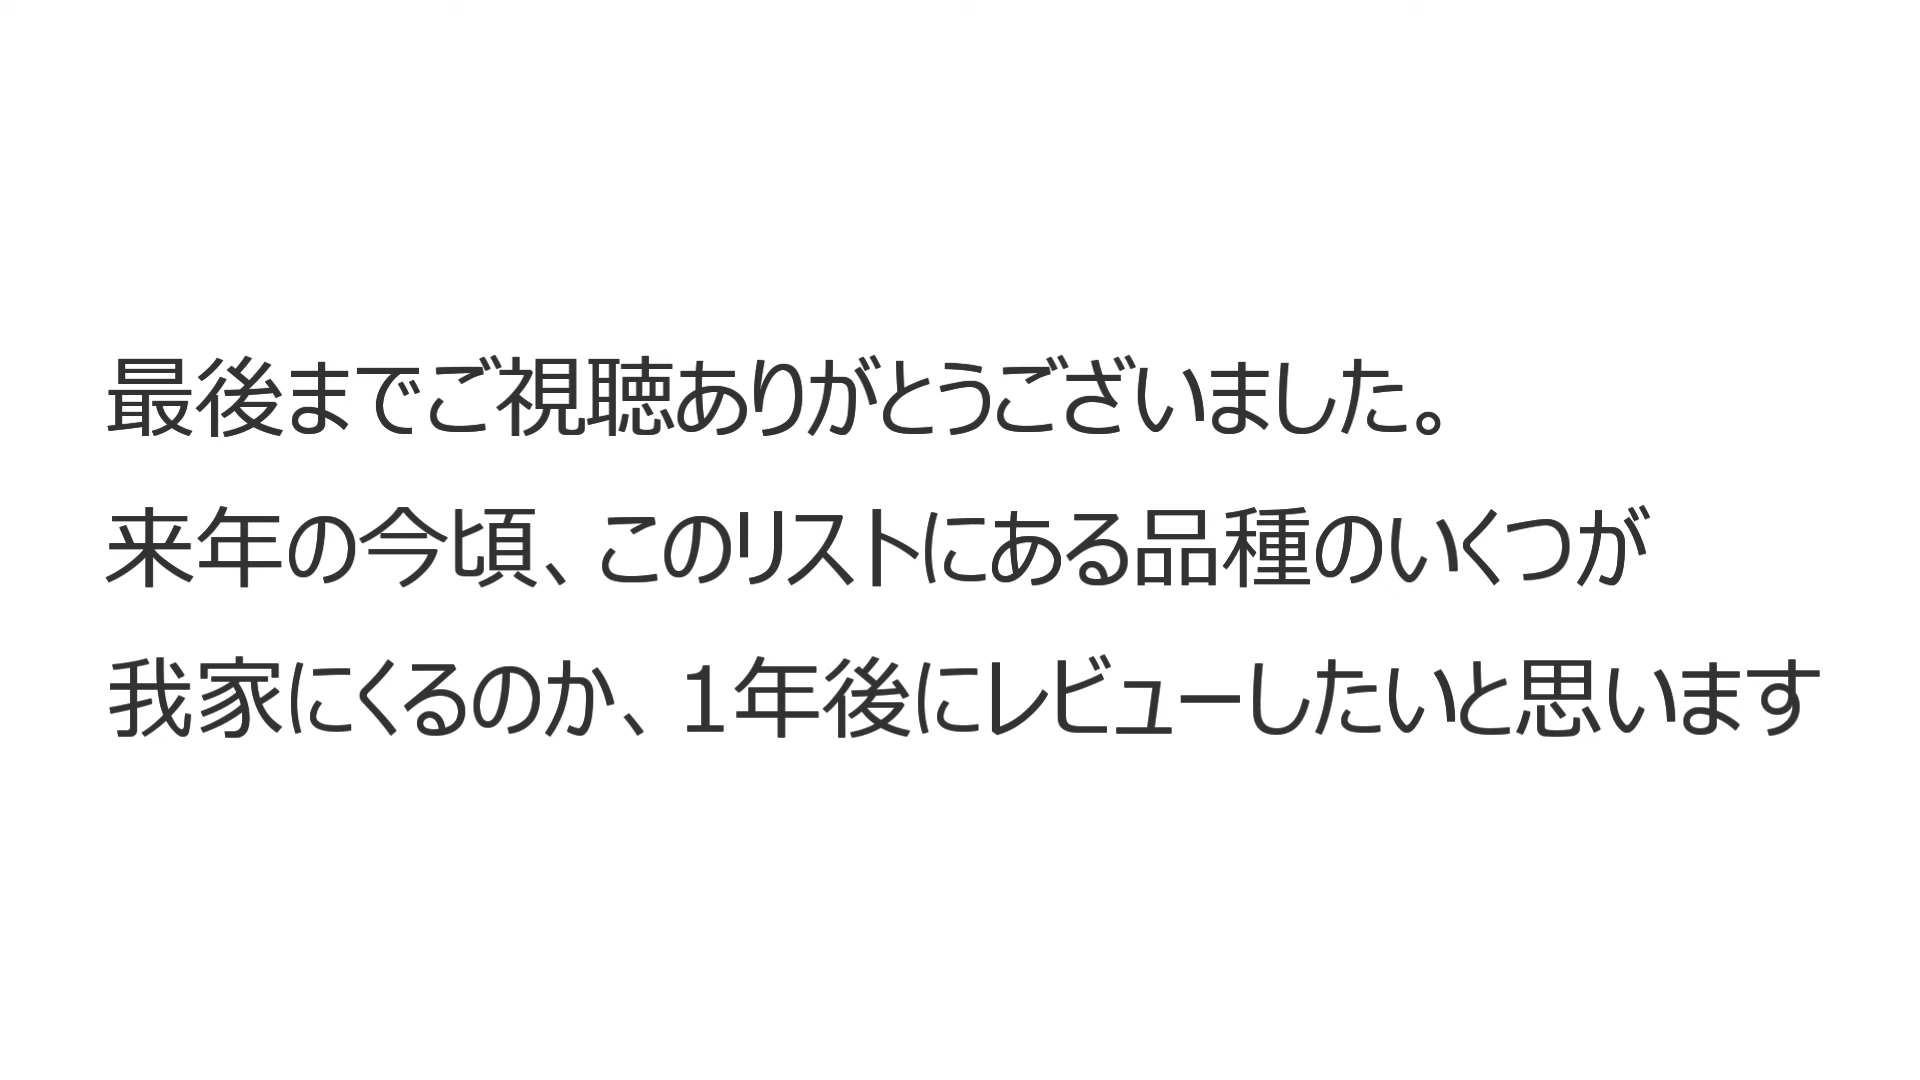 最後までご視聴ありがとうございました。
来年の今頃、このリストにある品種のいくつが
我家にくるのか、1年後にレビューしたいと思います